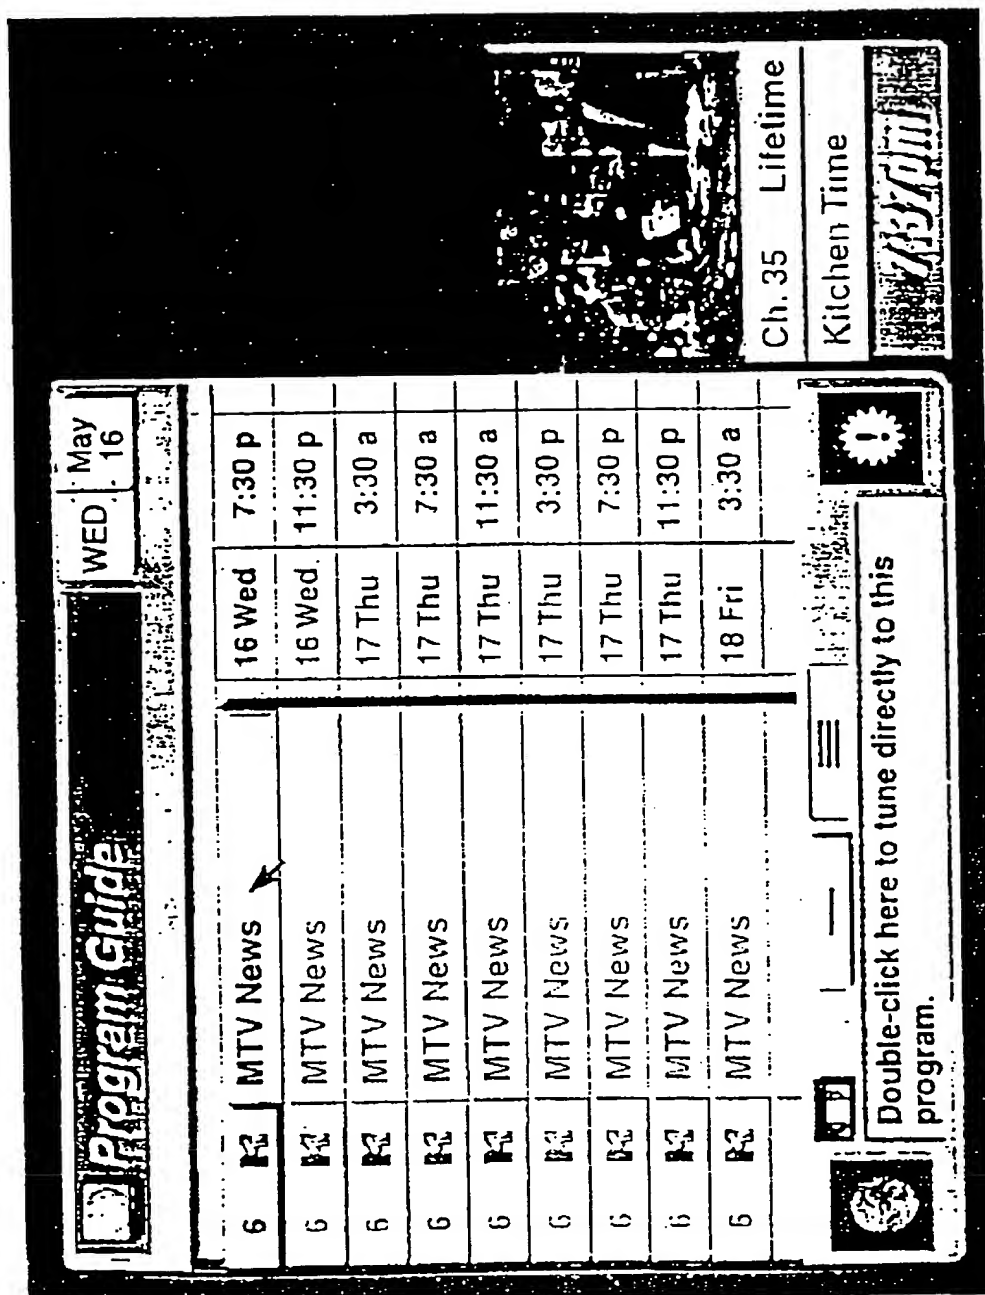 Program Guide WED May 16
6 MTV News 16 Wed 7:30 p
6 MTV News 16 Wed 11:30 p
6 MTV News 17 Thu 3:30 a
6 MTV News 17 Thu 7:30 a
6 MTV News 17 Thu 11:30 a
6 MTV News 17 Thu 3:30 p
6 MTV News 17 Thu 7:30 p
6 MTV News 17 Thu 11:30 p
6 MTV News 18 Fri 3:30 a
Double-click here to tune directly to this
program.
!
Ch. 35 Lifetime
Kitchen Time
7:37pm